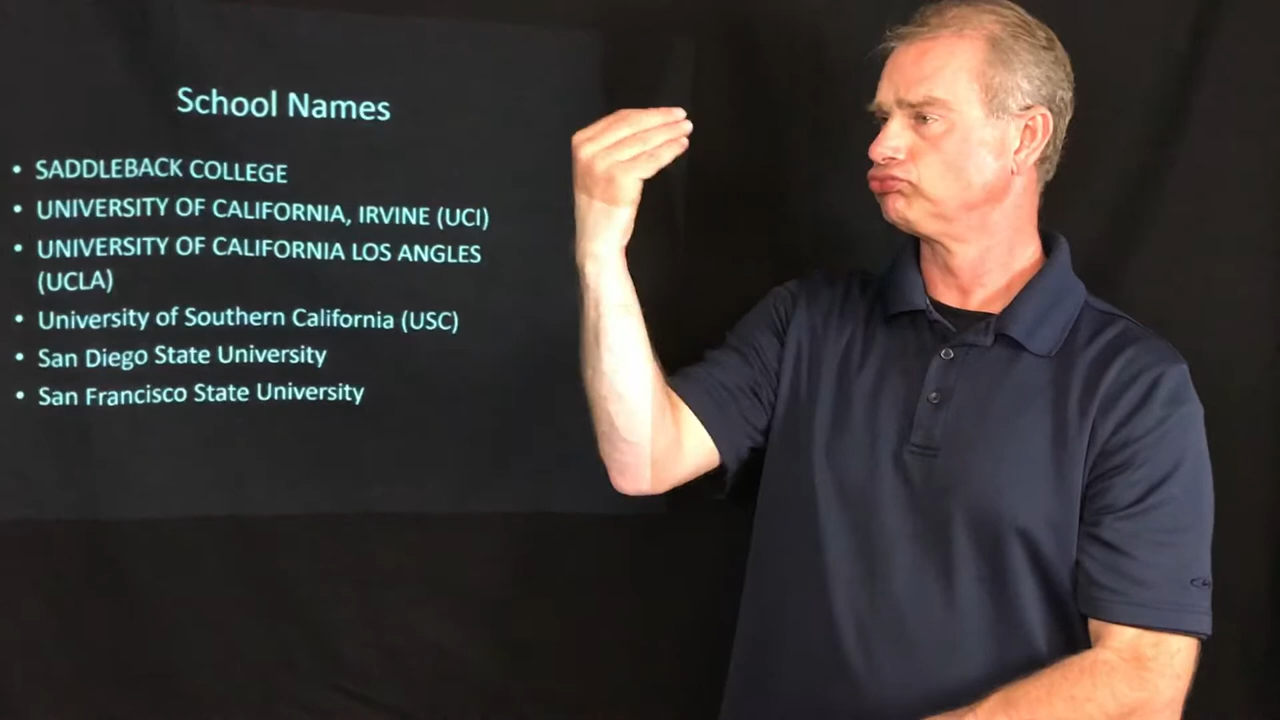 School Names
• SADDLEBACK COLLEGE
• UNIVERSITY OF CALIFORNIA, IRVINE (UCI)
• UNIVERSITY OF CALIFORNIA LOS ANGLES
(UCLA)
• University of Southern California (USC)
• San Diego State University
• San Francisco State University